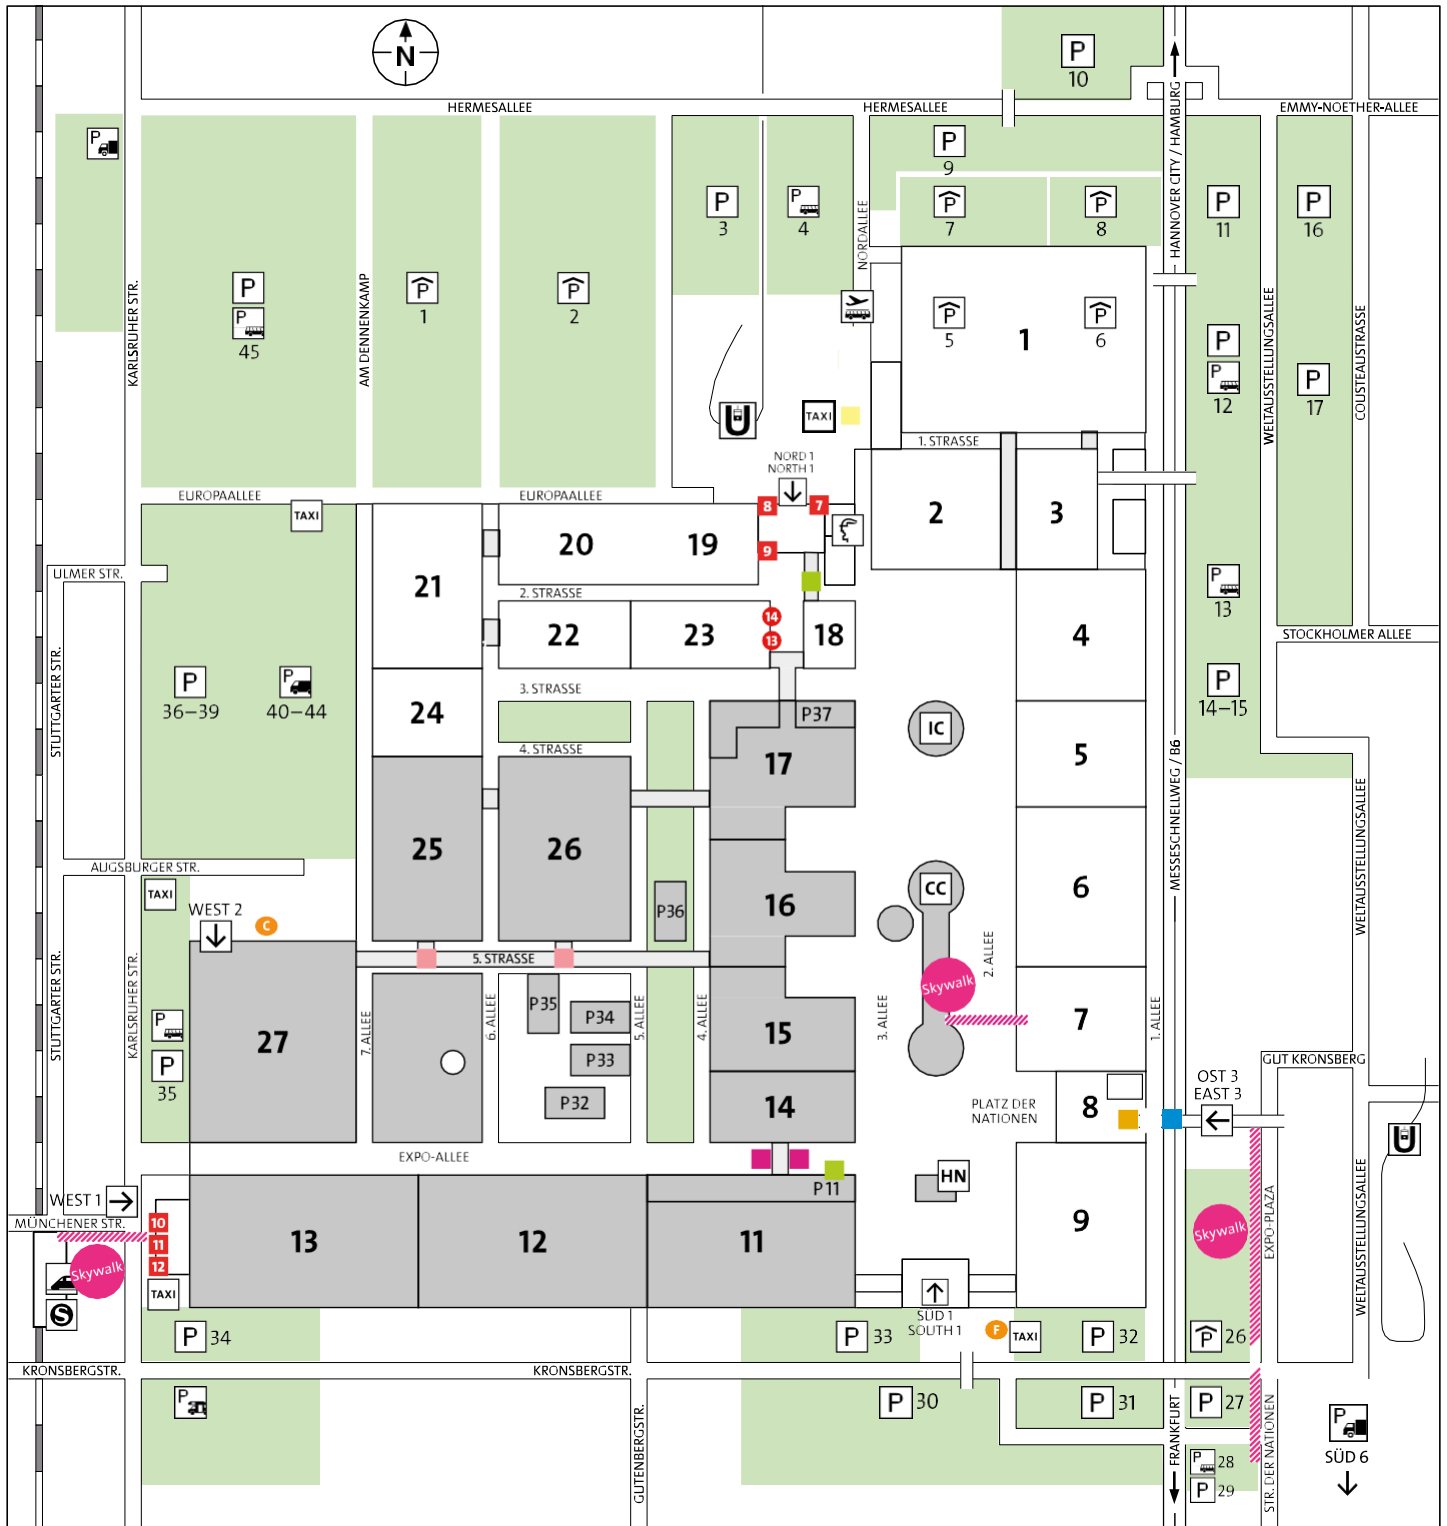 N
P
10
HERMESALLEE
HERMESALLEE
EMMY-NOETHER-ALLEE
P
P
9
P
3
P
4
P
7
P
8
P
11
P
16
HANNOVER CITY / HAMBURG
NORDALLEE
KARLSRUHER STR.
AM DENNENKAMP
WELTAUSSTELLUNGSALLEE
COUSTEAUSTRASSE
P
P
45
P
1
P
2
P
5
1
P
6
P
P
12
P
17
U
TAXI
1. STRASSE
NORD 1
NORTH 1
EUROPAALLEE
EUROPAALLEE
TAXI
8
7
9
20
19
2
3
21
ULMER STR.
2. STRASSE
P
13
22
23
14
13
18
4
STOCKHOLMER ALLEE
STUTTGARTER STR.
P
36–39
P
40–44
3. STRASSE
24
P
14–15
P37
IC
4. STRASSE
17
5
MESSESCHNELLWEG / B6
WELTAUSSTELLUNGSALLEE
25
26
AUGSBURGER STR.
TAXI
WEST 2
C
P36
16
CC
6
5. STRASSE
2. ALLEE
Skywalk
STUTTGARTER STR.
KARLSRUHER STR.
P
P
35
27
7. ALLEE
6. ALLEE
P35
P34
P33
P32
5. ALLEE
4. ALLEE
15
3. ALLEE
7
1. ALLEE
GUT KRONSBERG
OST 3
EAST 3
14
PLATZ DER
NATIONEN
8
U
EXPO-ALLEE
P11
HN
WEST 1
MÜNCHENER STR.
10
11
12
Skywalk
S
TAXI
13
12
11
9
Skywalk
EXPO-PLAZA
WELTAUSSTELLUNGSALLEE
SÜD 1
SOUTH 1
P 34
P 33
F
TAXI
P 32
P 26
KRONSBERGSTR.
KRONSBERGSTR.
P
P 30
P 31
P 27
GUTENBERGSTR.
FRANKFURT
STR. DER NATIONEN
P
SÜD 6
P 28
P 29